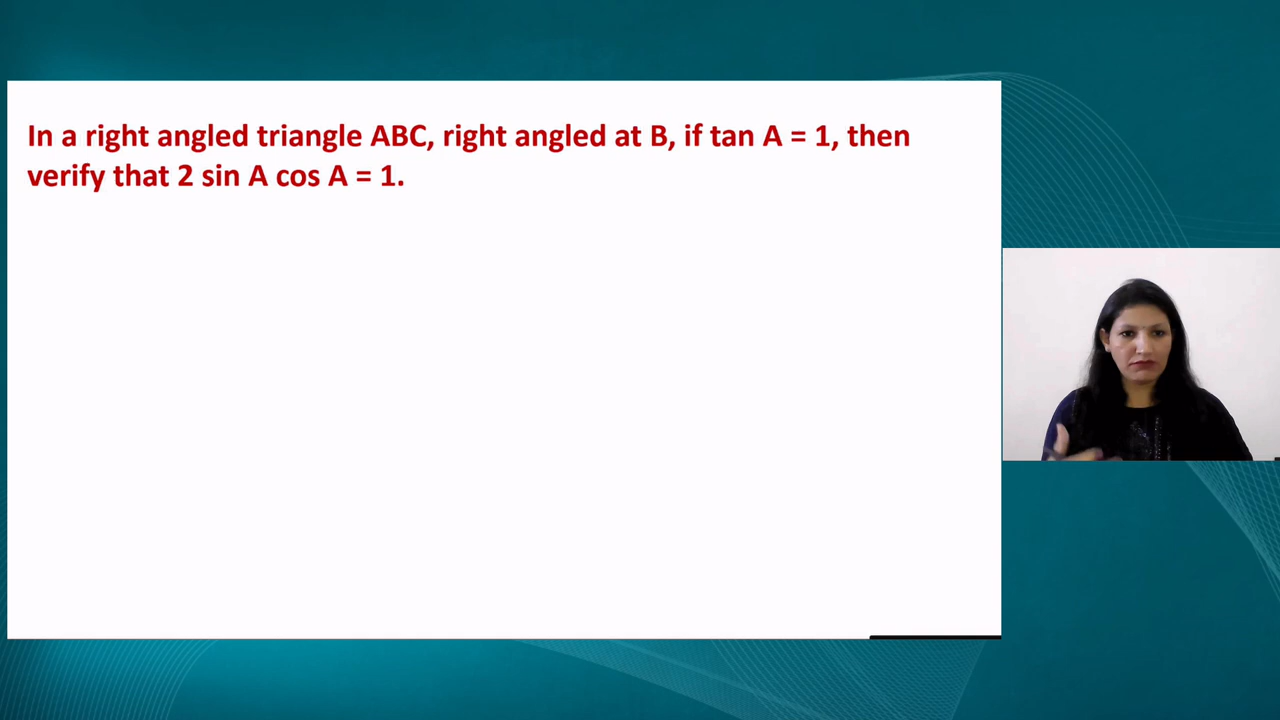 In a right angled triangle ABC, right angled at B, if tan A = 1, then
verify that 2 sin A cos A = 1.